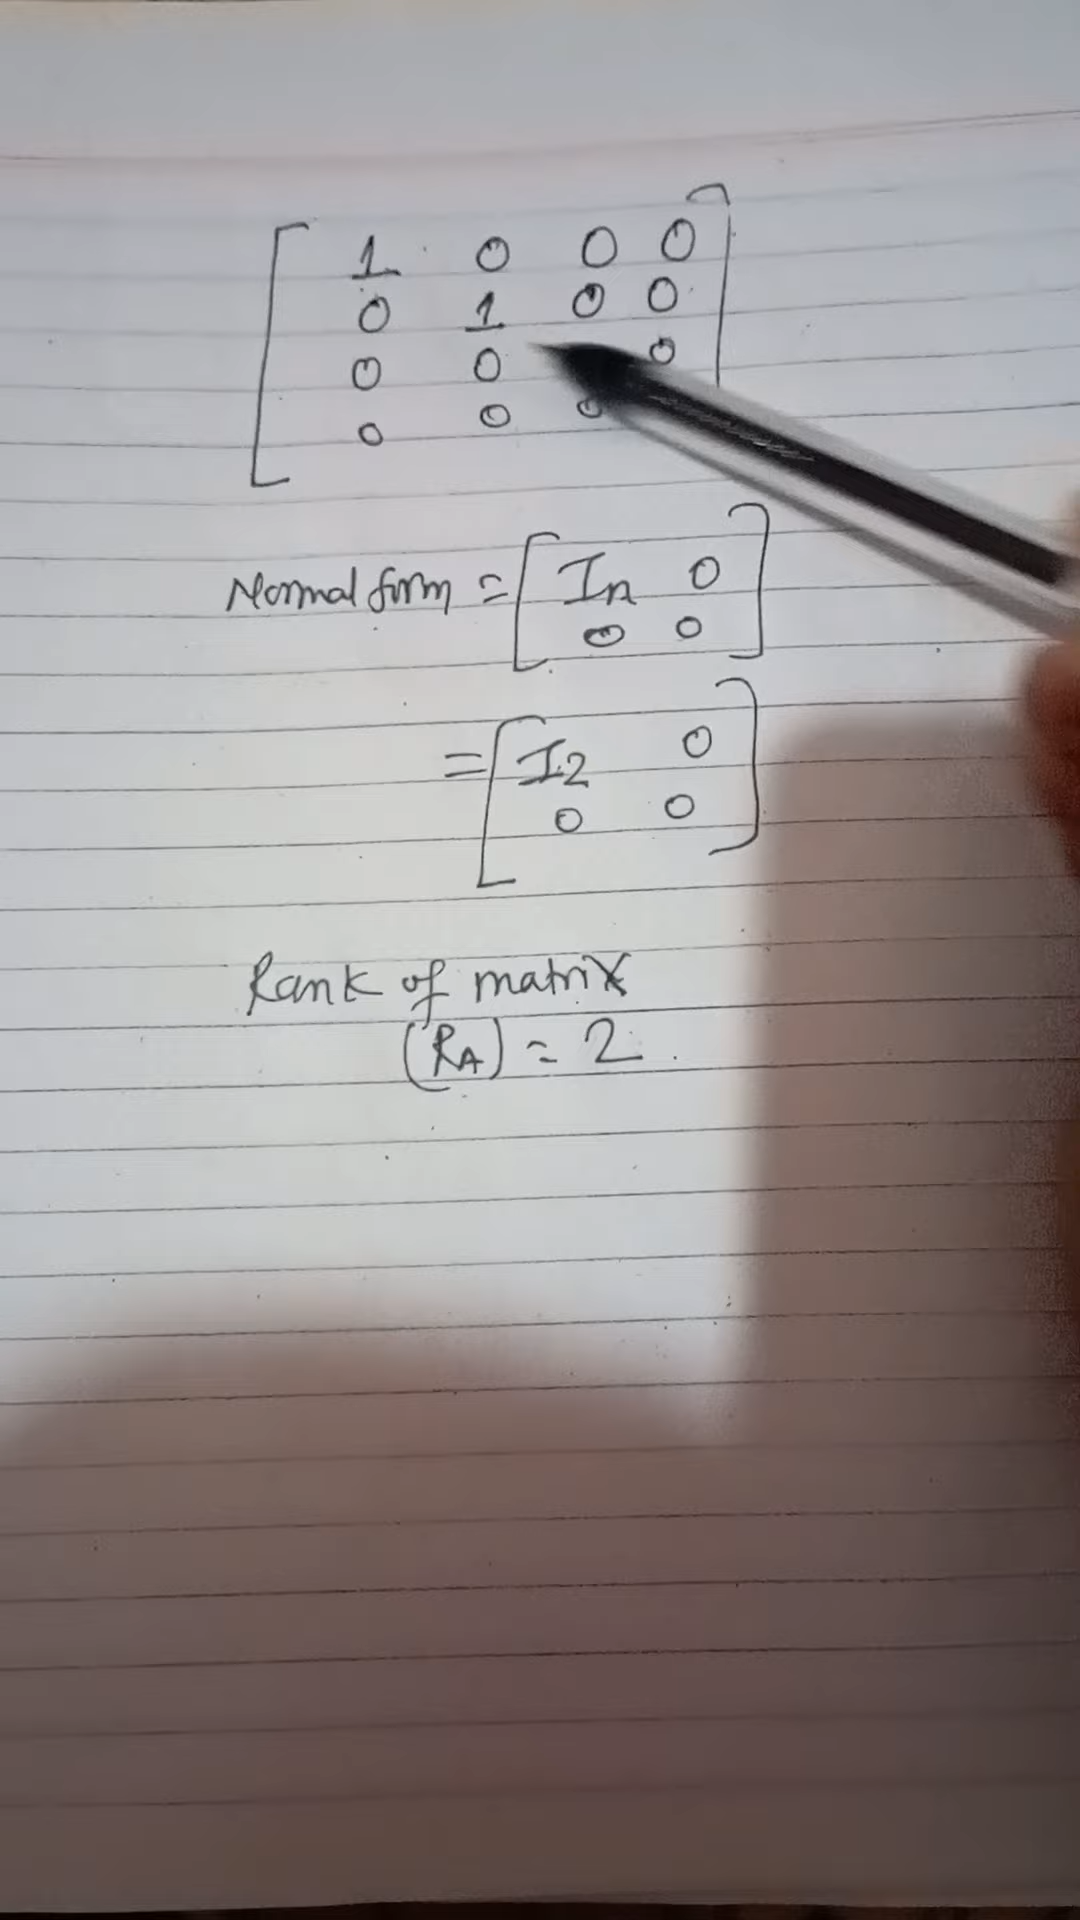 1 0 0 0
0 1 0 0
0 0 0
0 0 0
Normal form = [ In 0
0 0 ]
= [ I2 0
0 0 ]
Rank of matrix
(RA) = 2.